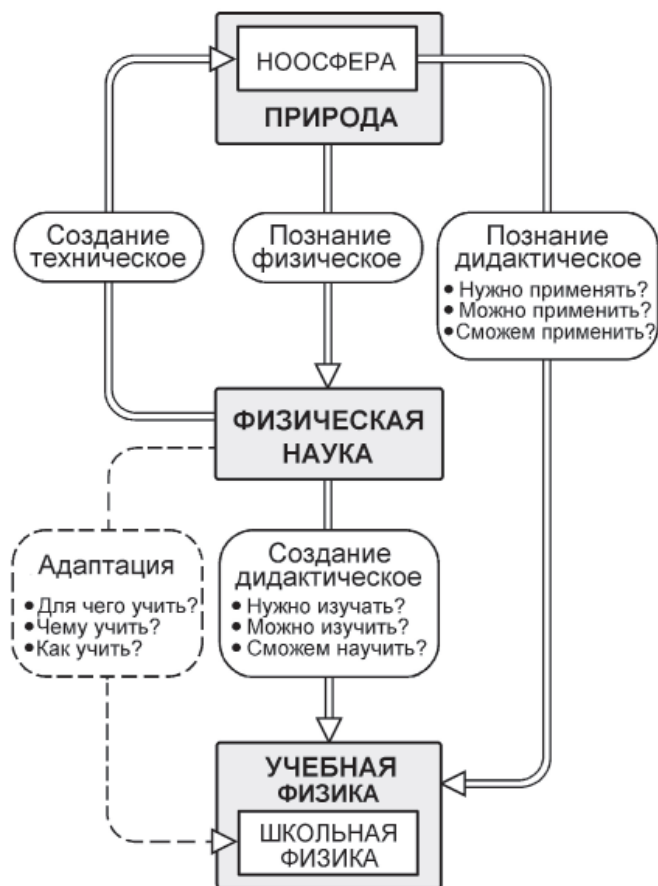 НООСФЕРА
ПРИРОДА
Создание
техническое
Познание
физическое
Познание
дидактическое
• Нужно применять?
• Можно применить?
• Сможем применить?
ФИЗИЧЕСКАЯ
НАУКА
Адаптация
• Для чего учить?
• Чему учить?
• Как учить?
Создание
дидактическое
• Нужно изучать?
• Можно изучить?
• Сможем научить?
УЧЕБНАЯ
ФИЗИКА
ШКОЛЬНАЯ
ФИЗИКА